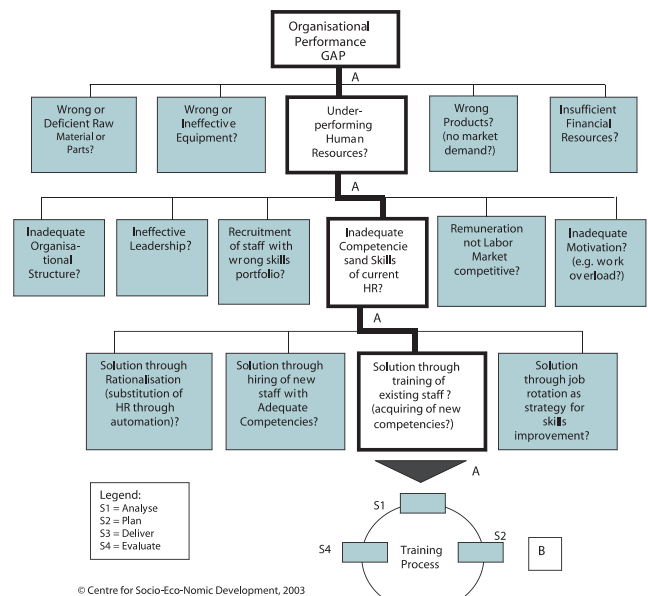 Organisational
Performance
GAP
A
Wrong or
Deficient Raw
Material or
Parts?
Wrong or
Ineffective
Equipment?
Under-
performing
Human
Resources?
Wrong
Products?
(no market
demand?)
Insufficient
Financial
Resources?
A
Inadequate
Organisa-
tional
Structure?
Ineffective
Leadership?
Recruitment
of staff with
wrong skills
portfolio?
Inadequate
Competencie
sand Skills
of current
HR?
Remuneration
not Labor
Market
competitive?
Inadequate
Motivation?
(e.g. work
overload?)
A
Solution through
Rationalisation
(substitution of
HR through
automation)?
Solution through
hiring of new
staff with
Adequate
Competencies?
Solution through
training of
existing staff ?
(acquiring of new
competencies?)
Solution
through job
rotation as
strategy for
skills
improvement?
A
Legend:
S1 = Analyse
S2 = Plan
S3 = Deliver
S4 = Evaluate
S1
S4
Training
Process
S2
B
© Centre for Socio-Eco-Nomic Development, 2003